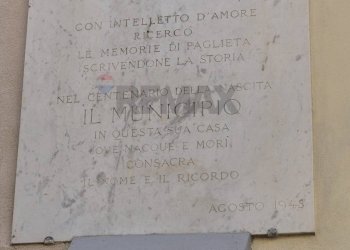 CON INTELLETTO D'AMORE
RICERCÒ
LE MEMORIE DI PAGLIETA
SCRIVENDONE LA STORIA
NEL CENTENARIO DELLA NASCITA
IL MUNICIPIO
IN QUESTA SUA CASA
OVE NACQUE E MORÌ
CONSACRA
IL NOME E IL RICORDO
AGOSTO 1943